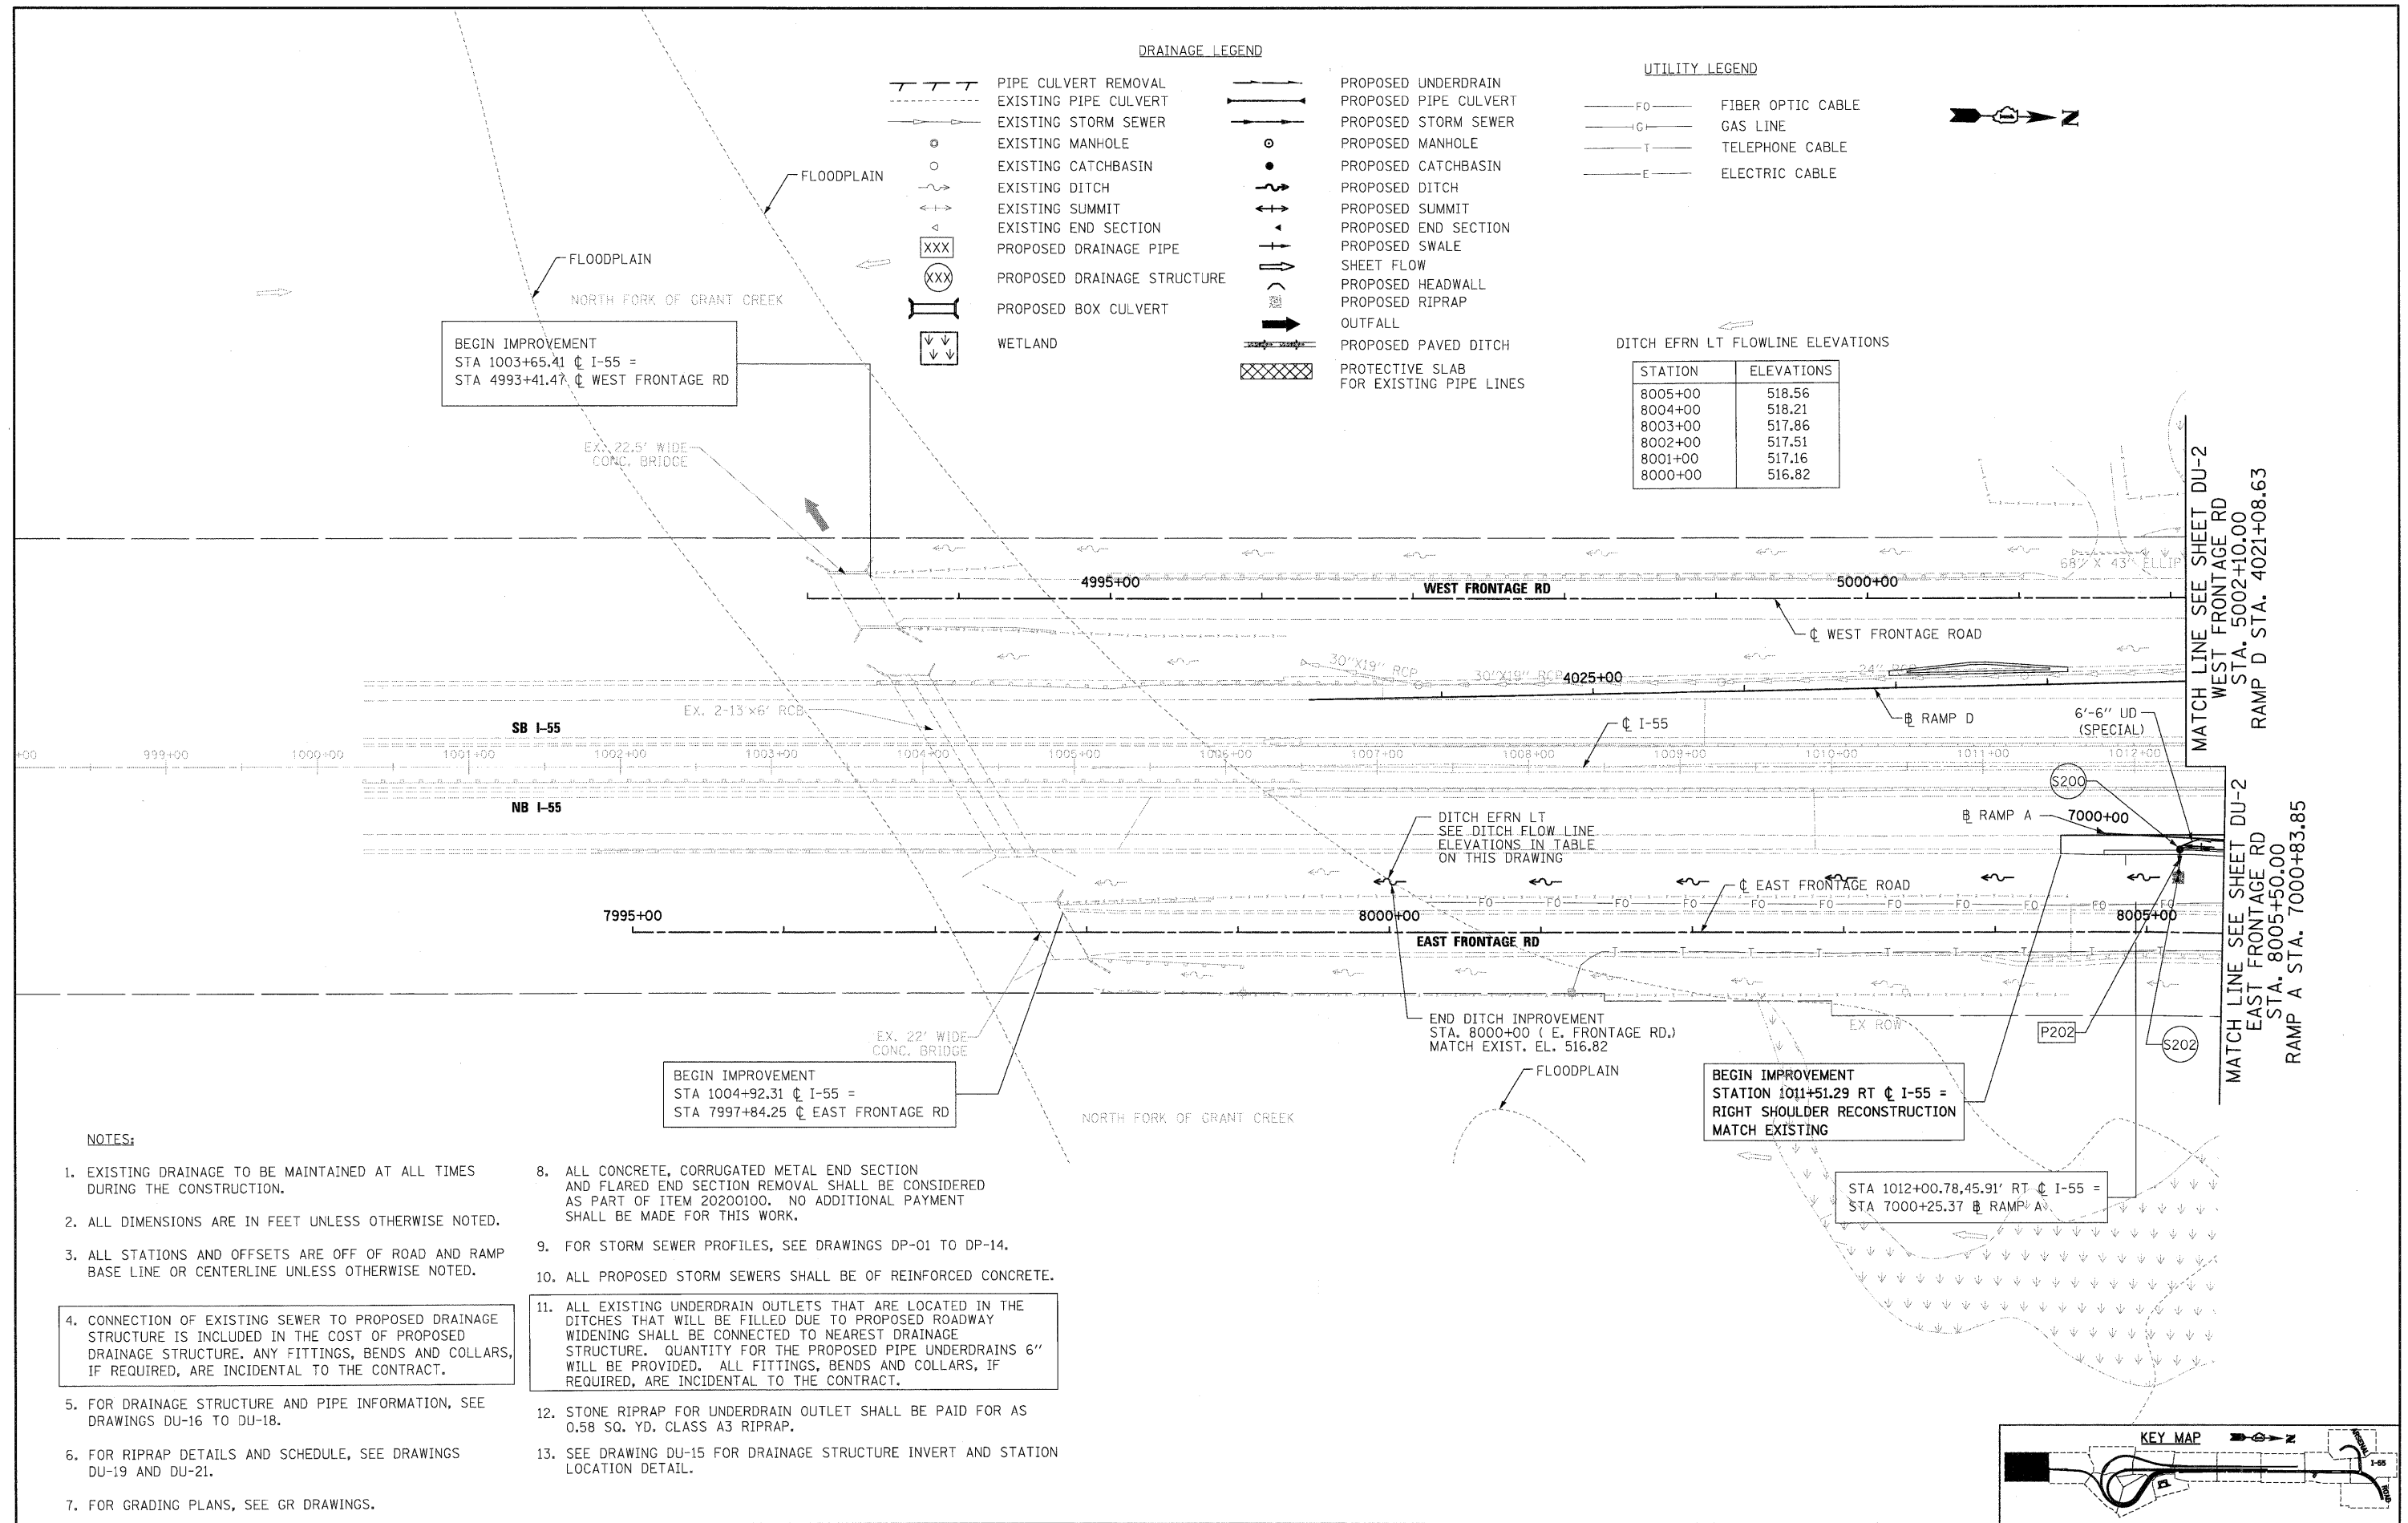 DRAINAGE LEGEND
PIPE CULVERT REMOVAL
EXISTING PIPE CULVERT
EXISTING STORM SEWER
EXISTING MANHOLE
EXISTING CATCHBASIN
EXISTING DITCH
EXISTING SUMMIT
EXISTING END SECTION
XXX PROPOSED DRAINAGE PIPE
XXX PROPOSED DRAINAGE STRUCTURE
PROPOSED BOX CULVERT
WETLAND
PROPOSED UNDERDRAIN
PROPOSED PIPE CULVERT
PROPOSED STORM SEWER
PROPOSED MANHOLE
PROPOSED CATCHBASIN
PROPOSED DITCH
PROPOSED SUMMIT
PROPOSED END SECTION
PROPOSED SWALE
SHEET FLOW
PROPOSED HEADWALL
PROPOSED RIPRAP
OUTFALL
PROPOSED PAVED DITCH
PROTECTIVE SLAB
FOR EXISTING PIPE LINES
UTILITY LEGEND
FO FIBER OPTIC CABLE
G GAS LINE
T TELEPHONE CABLE
E ELECTRIC CABLE
N
FLOODPLAIN
FLOODPLAIN
NORTH FORK OF GRANT CREEK
BEGIN IMPROVEMENT
STA 1003+65.41 ℄ I-55 =
STA 4993+41.47 ℄ WEST FRONTAGE RD
DITCH EFRN LT FLOWLINE ELEVATIONS
STATION ELEVATIONS
8005+00 518.56
8004+00 518.21
8003+00 517.86
8002+00 517.51
8001+00 517.16
8000+00 516.82
EX. 22.5' WIDE
CONC. BRIDGE
MATCH LINE SEE SHEET DU-2
WEST FRONTAGE RD
STA. 5002+10.00
RAMP D STA. 4021+08.63
68" X 43" ELLIP
4995+00
5000+00
WEST FRONTAGE RD
℄ WEST FRONTAGE ROAD
30"X19" RCP
30"X19" RCP
4025+00
24" RCP
EX. 2-13'x6' RCB
SB I-55
℄ I-55
B RAMP D
6'-6" UD
(SPECIAL)
+00 999+00 1000+00 1001+00 1002+00 1003+00 1004+00 1005+00 1006+00 1007+00 1008+00 1009+00 1010+00 1011+00 1012+00
NB I-55
S200
B RAMP A
7000+00
DITCH EFRN LT
SEE DITCH FLOW LINE
ELEVATIONS IN TABLE
ON THIS DRAWING
℄ EAST FRONTAGE ROAD
FO FO FO FO FO FO FO FO FO FO FO
7995+00
8000+00
8005+00
EAST FRONTAGE RD
T T T T T T T T T
MATCH LINE SEE SHEET DU-2
EAST FRONTAGE RD
STA. 8005+50.00
RAMP A STA. 7000+83.85
EX. 22' WIDE
CONC. BRIDGE
END DITCH INPROVEMENT
STA. 8000+00 ( E. FRONTAGE RD.)
MATCH EXIST. EL. 516.82
EX ROW
P202
S202
BEGIN IMPROVEMENT
STA 1004+92.31 ℄ I-55 =
STA 7997+84.25 ℄ EAST FRONTAGE RD
FLOODPLAIN
NORTH FORK OF GRANT CREEK
BEGIN IMPROVEMENT
STATION 1011+51.29 RT ℄ I-55 =
RIGHT SHOULDER RECONSTRUCTION
MATCH EXISTING
STA 1012+00.78,45.91' RT ℄ I-55 =
STA 7000+25.37 B RAMP A
NOTES:
1. EXISTING DRAINAGE TO BE MAINTAINED AT ALL TIMES
DURING THE CONSTRUCTION.
2. ALL DIMENSIONS ARE IN FEET UNLESS OTHERWISE NOTED.
3. ALL STATIONS AND OFFSETS ARE OFF OF ROAD AND RAMP
BASE LINE OR CENTERLINE UNLESS OTHERWISE NOTED.
4. CONNECTION OF EXISTING SEWER TO PROPOSED DRAINAGE
STRUCTURE IS INCLUDED IN THE COST OF PROPOSED
DRAINAGE STRUCTURE. ANY FITTINGS, BENDS AND COLLARS,
IF REQUIRED, ARE INCIDENTAL TO THE CONTRACT.
5. FOR DRAINAGE STRUCTURE AND PIPE INFORMATION, SEE
DRAWINGS DU-16 TO DU-18.
6. FOR RIPRAP DETAILS AND SCHEDULE, SEE DRAWINGS
DU-19 AND DU-21.
7. FOR GRADING PLANS, SEE GR DRAWINGS.
8. ALL CONCRETE, CORRUGATED METAL END SECTION
AND FLARED END SECTION REMOVAL SHALL BE CONSIDERED
AS PART OF ITEM 20200100. NO ADDITIONAL PAYMENT
SHALL BE MADE FOR THIS WORK.
9. FOR STORM SEWER PROFILES, SEE DRAWINGS DP-01 TO DP-14.
10. ALL PROPOSED STORM SEWERS SHALL BE OF REINFORCED CONCRETE.
11. ALL EXISTING UNDERDRAIN OUTLETS THAT ARE LOCATED IN THE
DITCHES THAT WILL BE FILLED DUE TO PROPOSED ROADWAY
WIDENING SHALL BE CONNECTED TO NEAREST DRAINAGE
STRUCTURE. QUANTITY FOR THE PROPOSED PIPE UNDERDRAINS 6"
WILL BE PROVIDED. ALL FITTINGS, BENDS AND COLLARS, IF
REQUIRED, ARE INCIDENTAL TO THE CONTRACT.
12. STONE RIPRAP FOR UNDERDRAIN OUTLET SHALL BE PAID FOR AS
0.58 SQ. YD. CLASS A3 RIPRAP.
13. SEE DRAWING DU-15 FOR DRAINAGE STRUCTURE INVERT AND STATION
LOCATION DETAIL.
KEY MAP
N
ARSENAL
I-55
ROAD